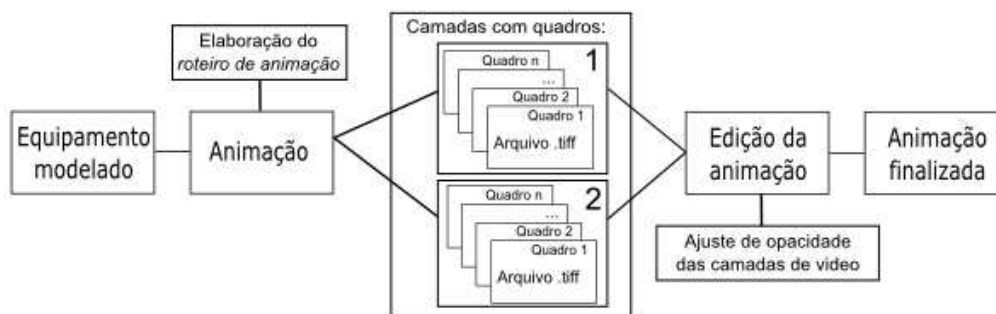 Equipamento
modelado
Elaboração do
roteiro de animação
Animação
Camadas com quadros:
1
Quadro n
...
Quadro 2
Quadro 1
Arquivo .tiff
2
Quadro n
...
Quadro 2
Quadro 1
Arquivo .tiff
Edição da
animação
Ajuste de opacidade
das camadas de video
Animação
finalizada